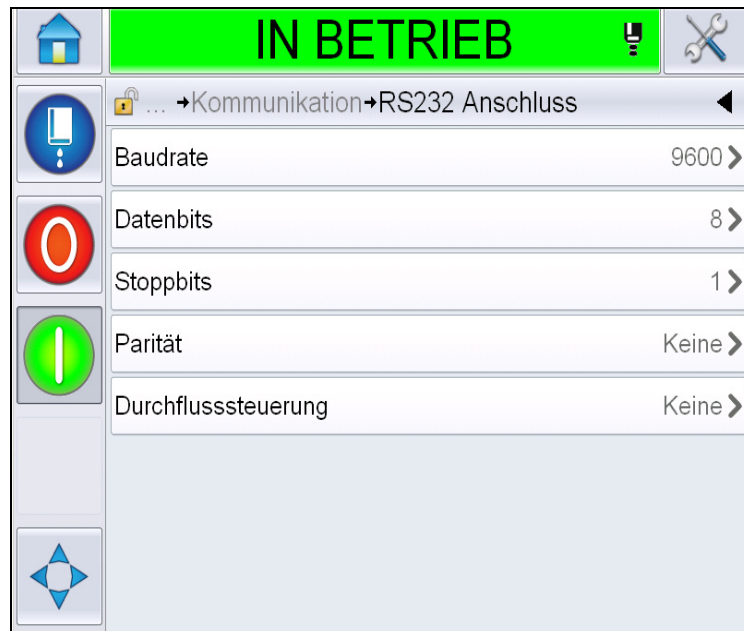 IN BETRIEB
... →Kommunikation→RS232 Anschluss
Baudrate 9600
Datenbits 8
Stoppbits 1
Parität Keine
Durchflusssteuerung Keine